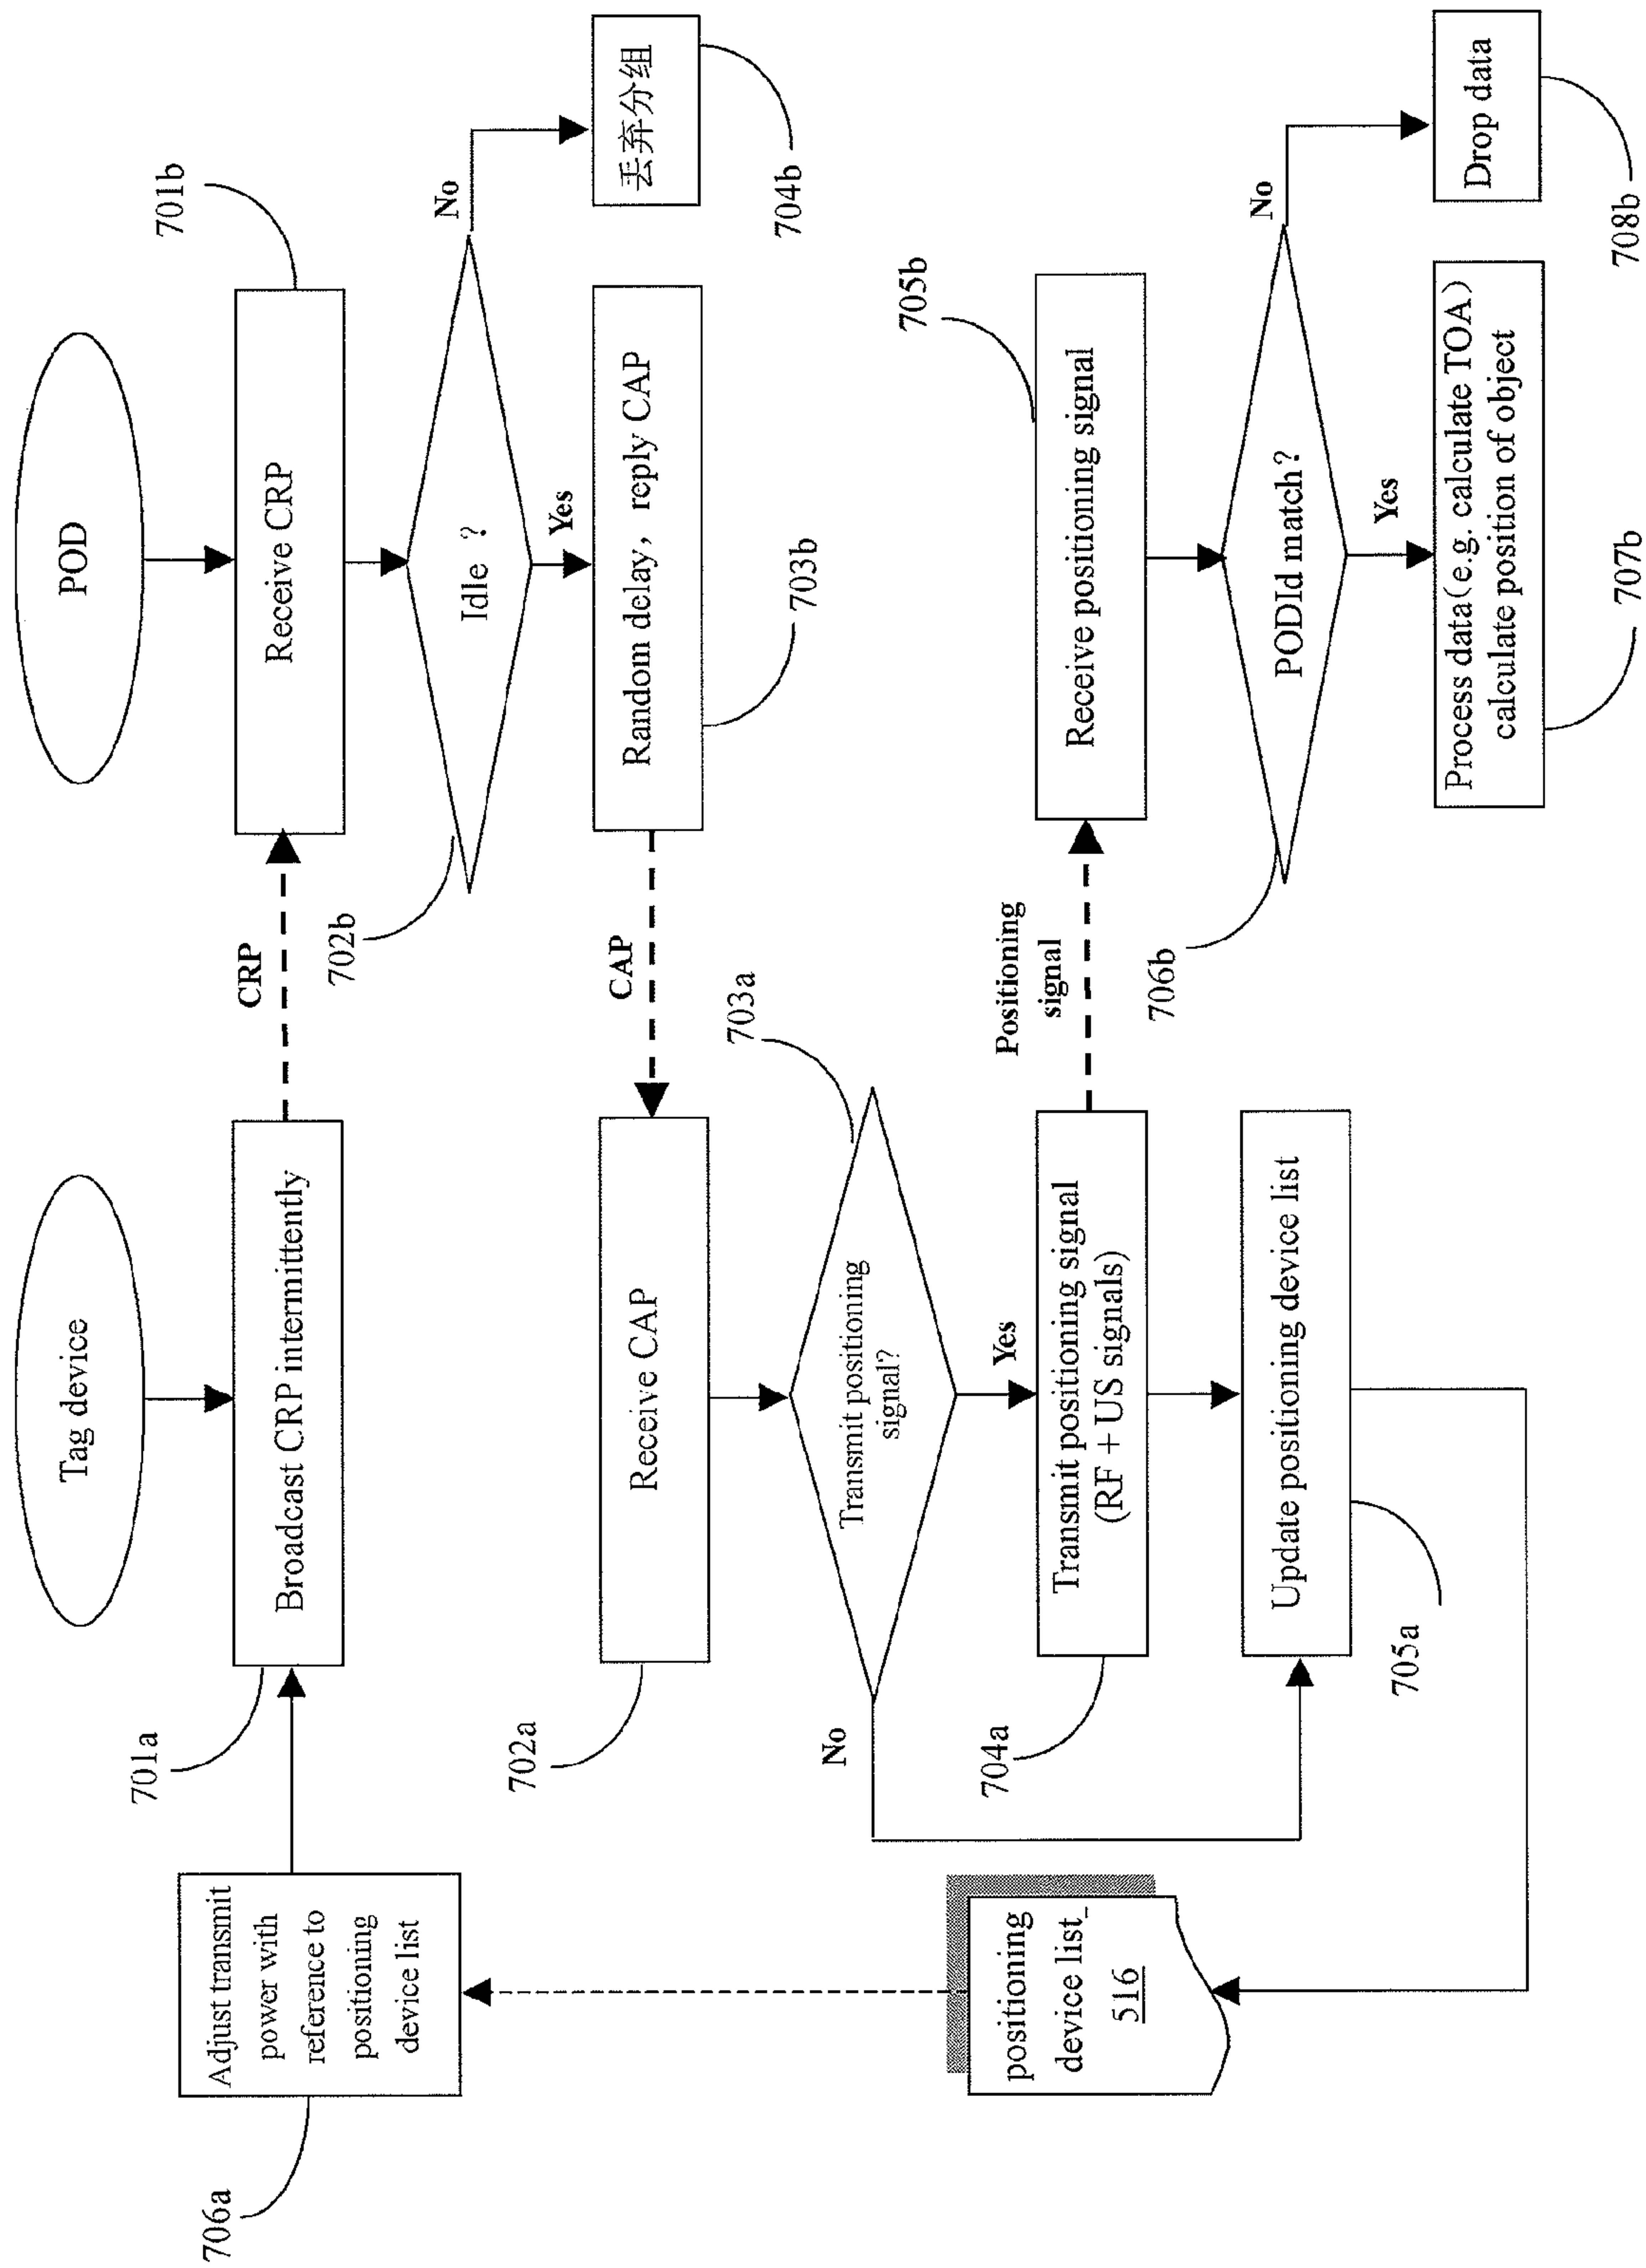 Tag device
POD
706a
Adjust transmit
power with
reference to
positioning
device list
701a
Broadcast CRP intermittently
CRP
Receive CRP
701b
702b
Idle ?
No
Yes
702a
Receive CAP
CAP
Random delay, reply CAP
703b
丢弃分组
704b
703a
Transmit positioning
signal?
No
Yes
704a
Transmit positioning signal
(RF + US signals)
Positioning
signal
Receive positioning signal
705b
706b
PODId match?
No
Yes
positioning
device list_
516
Update positioning device list
705a
Process data(e.g. calculate TOA)
calculate position of object
707b
Drop data
708b